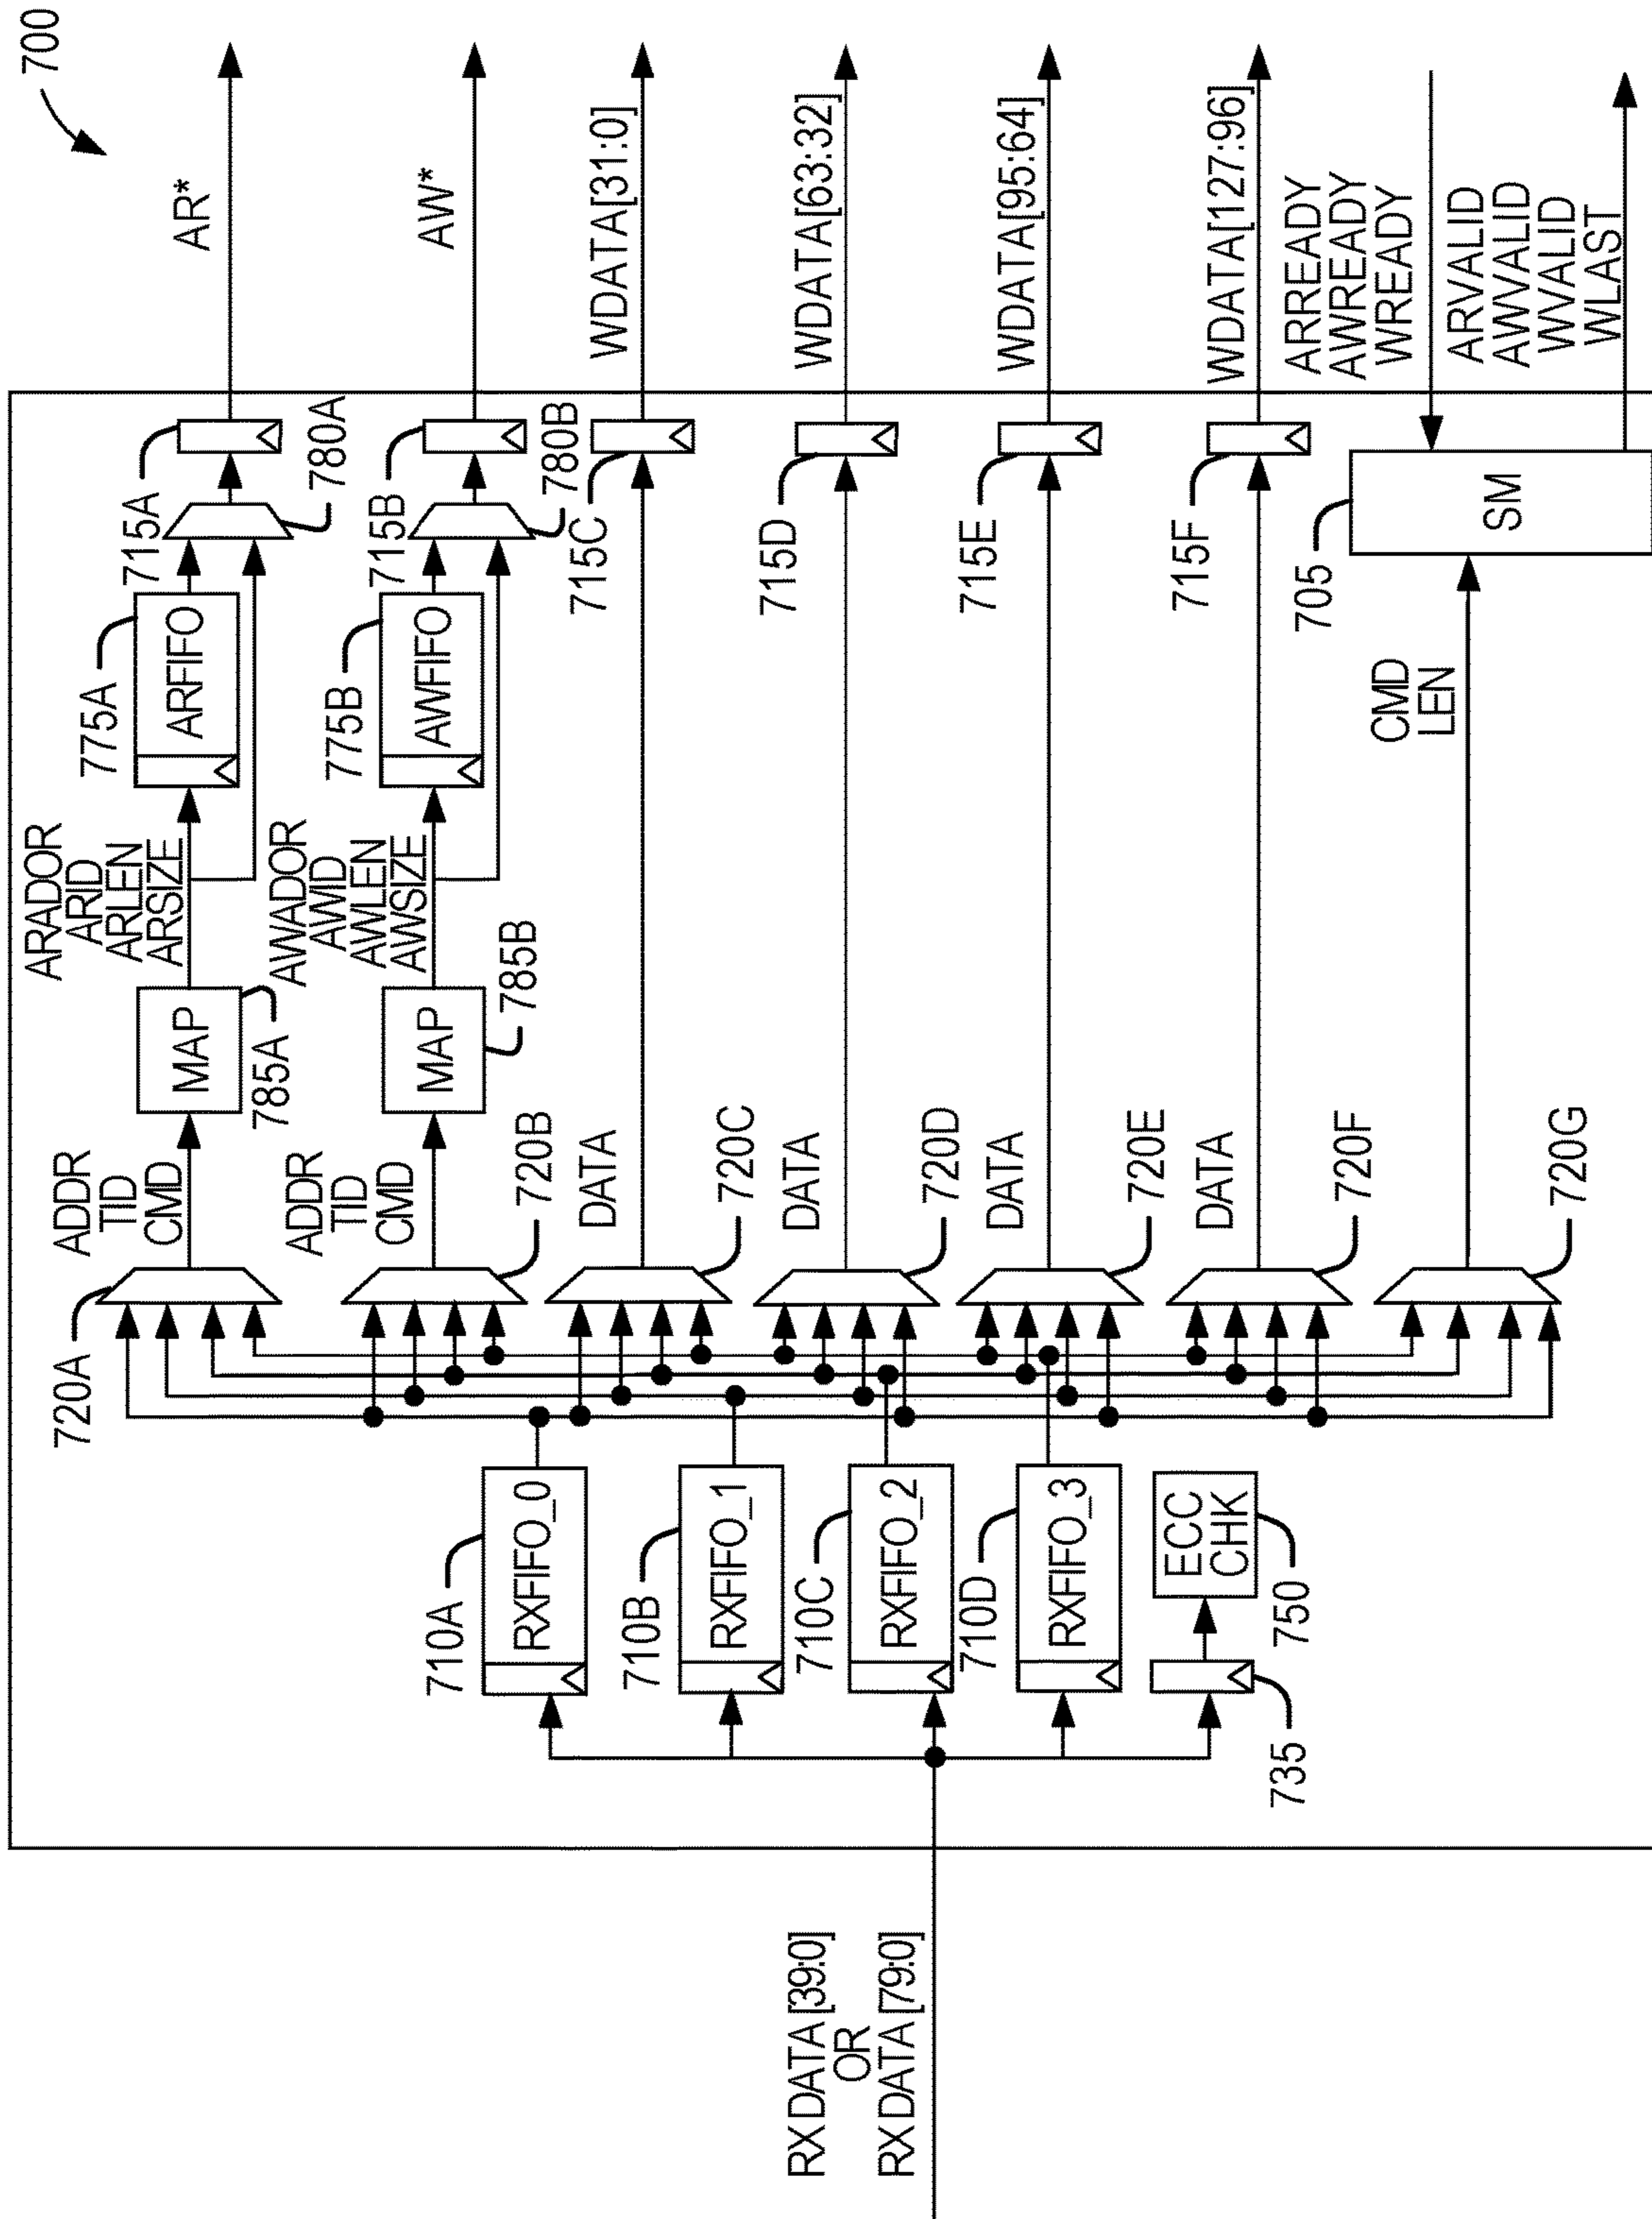 700
AR*
AW*
WDATA[31:0]
WDATA[63:32]
WDATA[95:64]
WDATA[127:96]
ARREADY
AWREADY
WREADY
ARVALID
AWVALID
WVALID
WLAST
715A
780A
715B
780B
715C
715D
715E
715F
705
SM
775A
ARFIFO
775B
AWFIFO
CMD
LEN
ARADOR
ARID
ARLEN
ARSIZE
AWADOR
AWID
AWLEN
AWSIZE
MAP
785A
MAP
785B
ADDR
TID
CMD
720A
ADDR
TID
CMD
720B
DATA
720C
DATA
720D
DATA
720E
DATA
720F
720G
710A
RXFIFO_0
710B
RXFIFO_1
710C
RXFIFO_2
710D
RXFIFO_3
ECC
CHK
750
735
RX DATA [39:0]
OR
RX DATA [79:0]